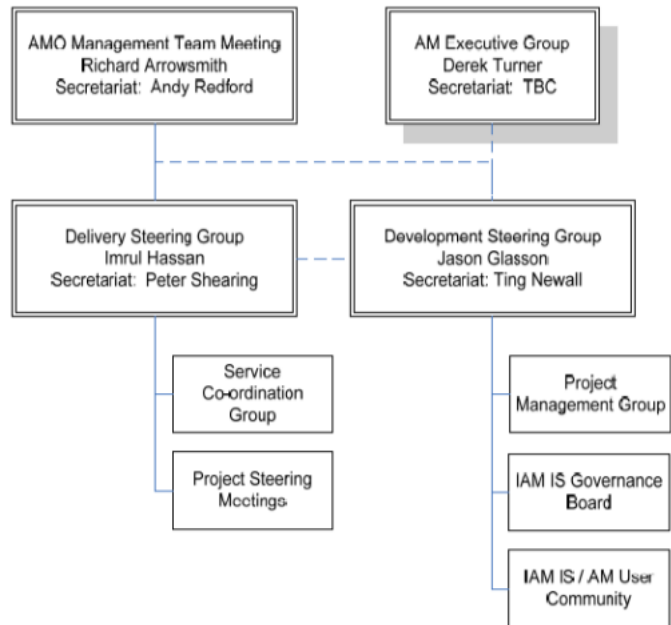 AMO Management Team Meeting
Richard Arrowsmith
Secretariat: Andy Redford
AM Executive Group
Derek Turner
Secretariat: TBC
Delivery Steering Group
Imrul Hassan
Secretariat: Peter Shearing
Development Steering Group
Jason Glasson
Secretariat: Ting Newall
Service
Co-ordination
Group
Project Steering
Meetings
Project
Management Group
IAM IS Governance
Board
IAM IS / AM User
Community